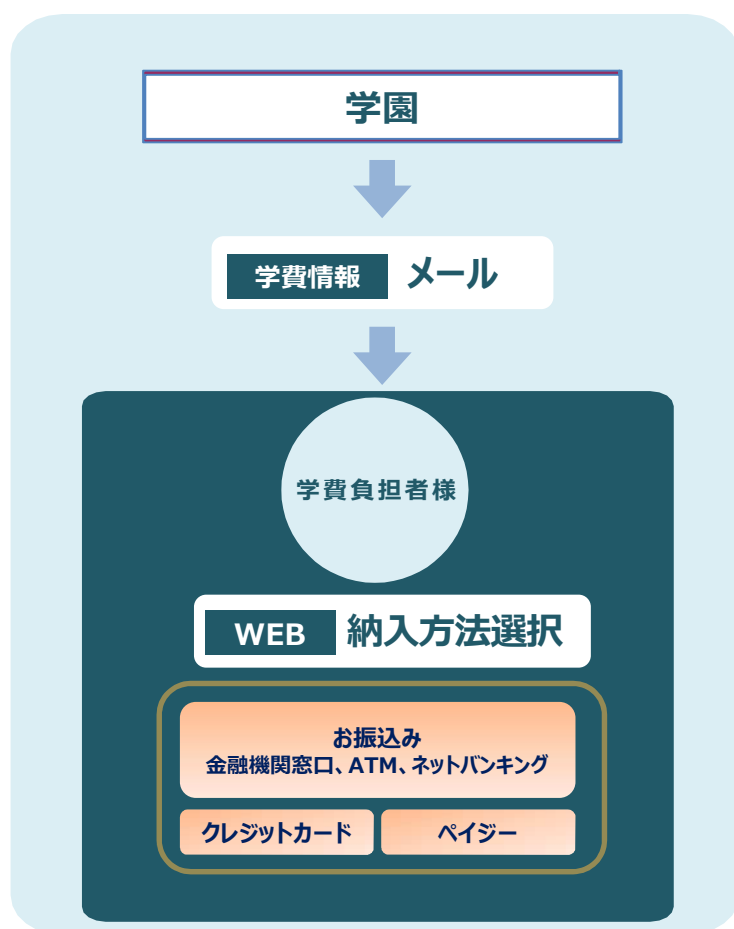 学園
学費情報 メール
学費負担者様
WEB 納入方法選択
お振込み
金融機関窓口、ATM、ネットバンキング
クレジットカード ペイジー